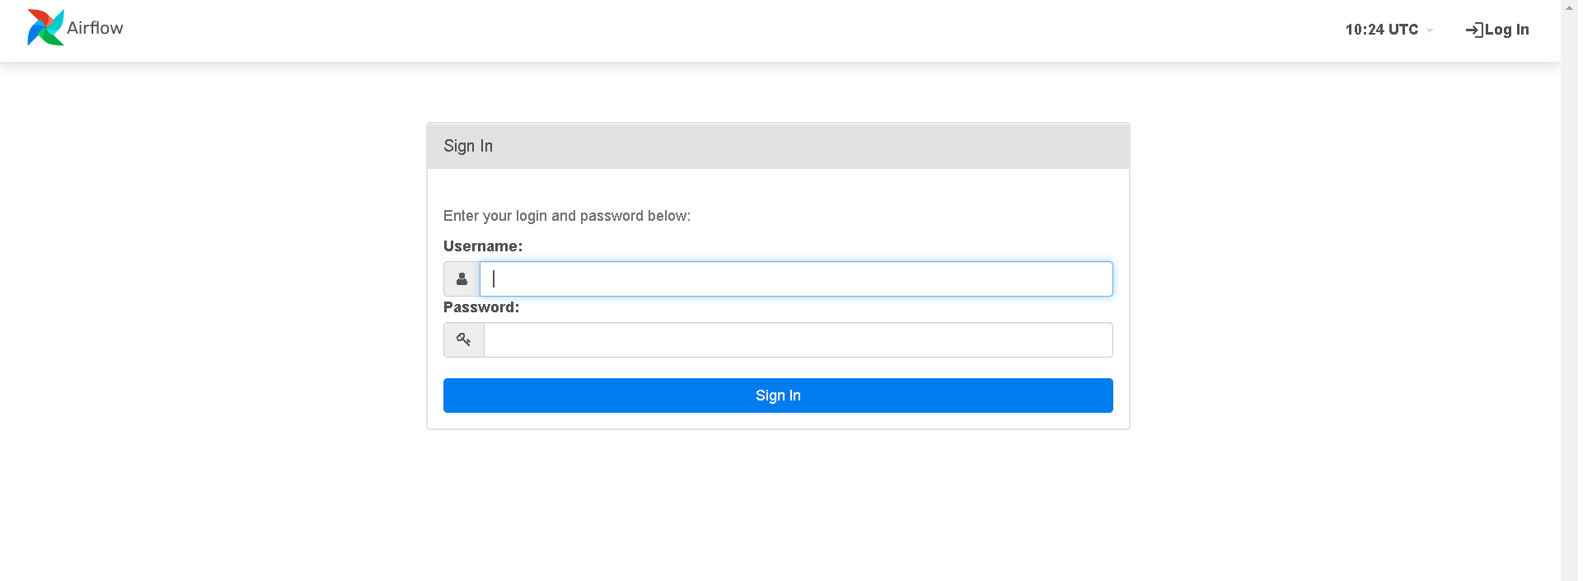 Airflow
10:24 UTC
Log In
Sign In
Enter your login and password below:
Username:
Password:
Sign In